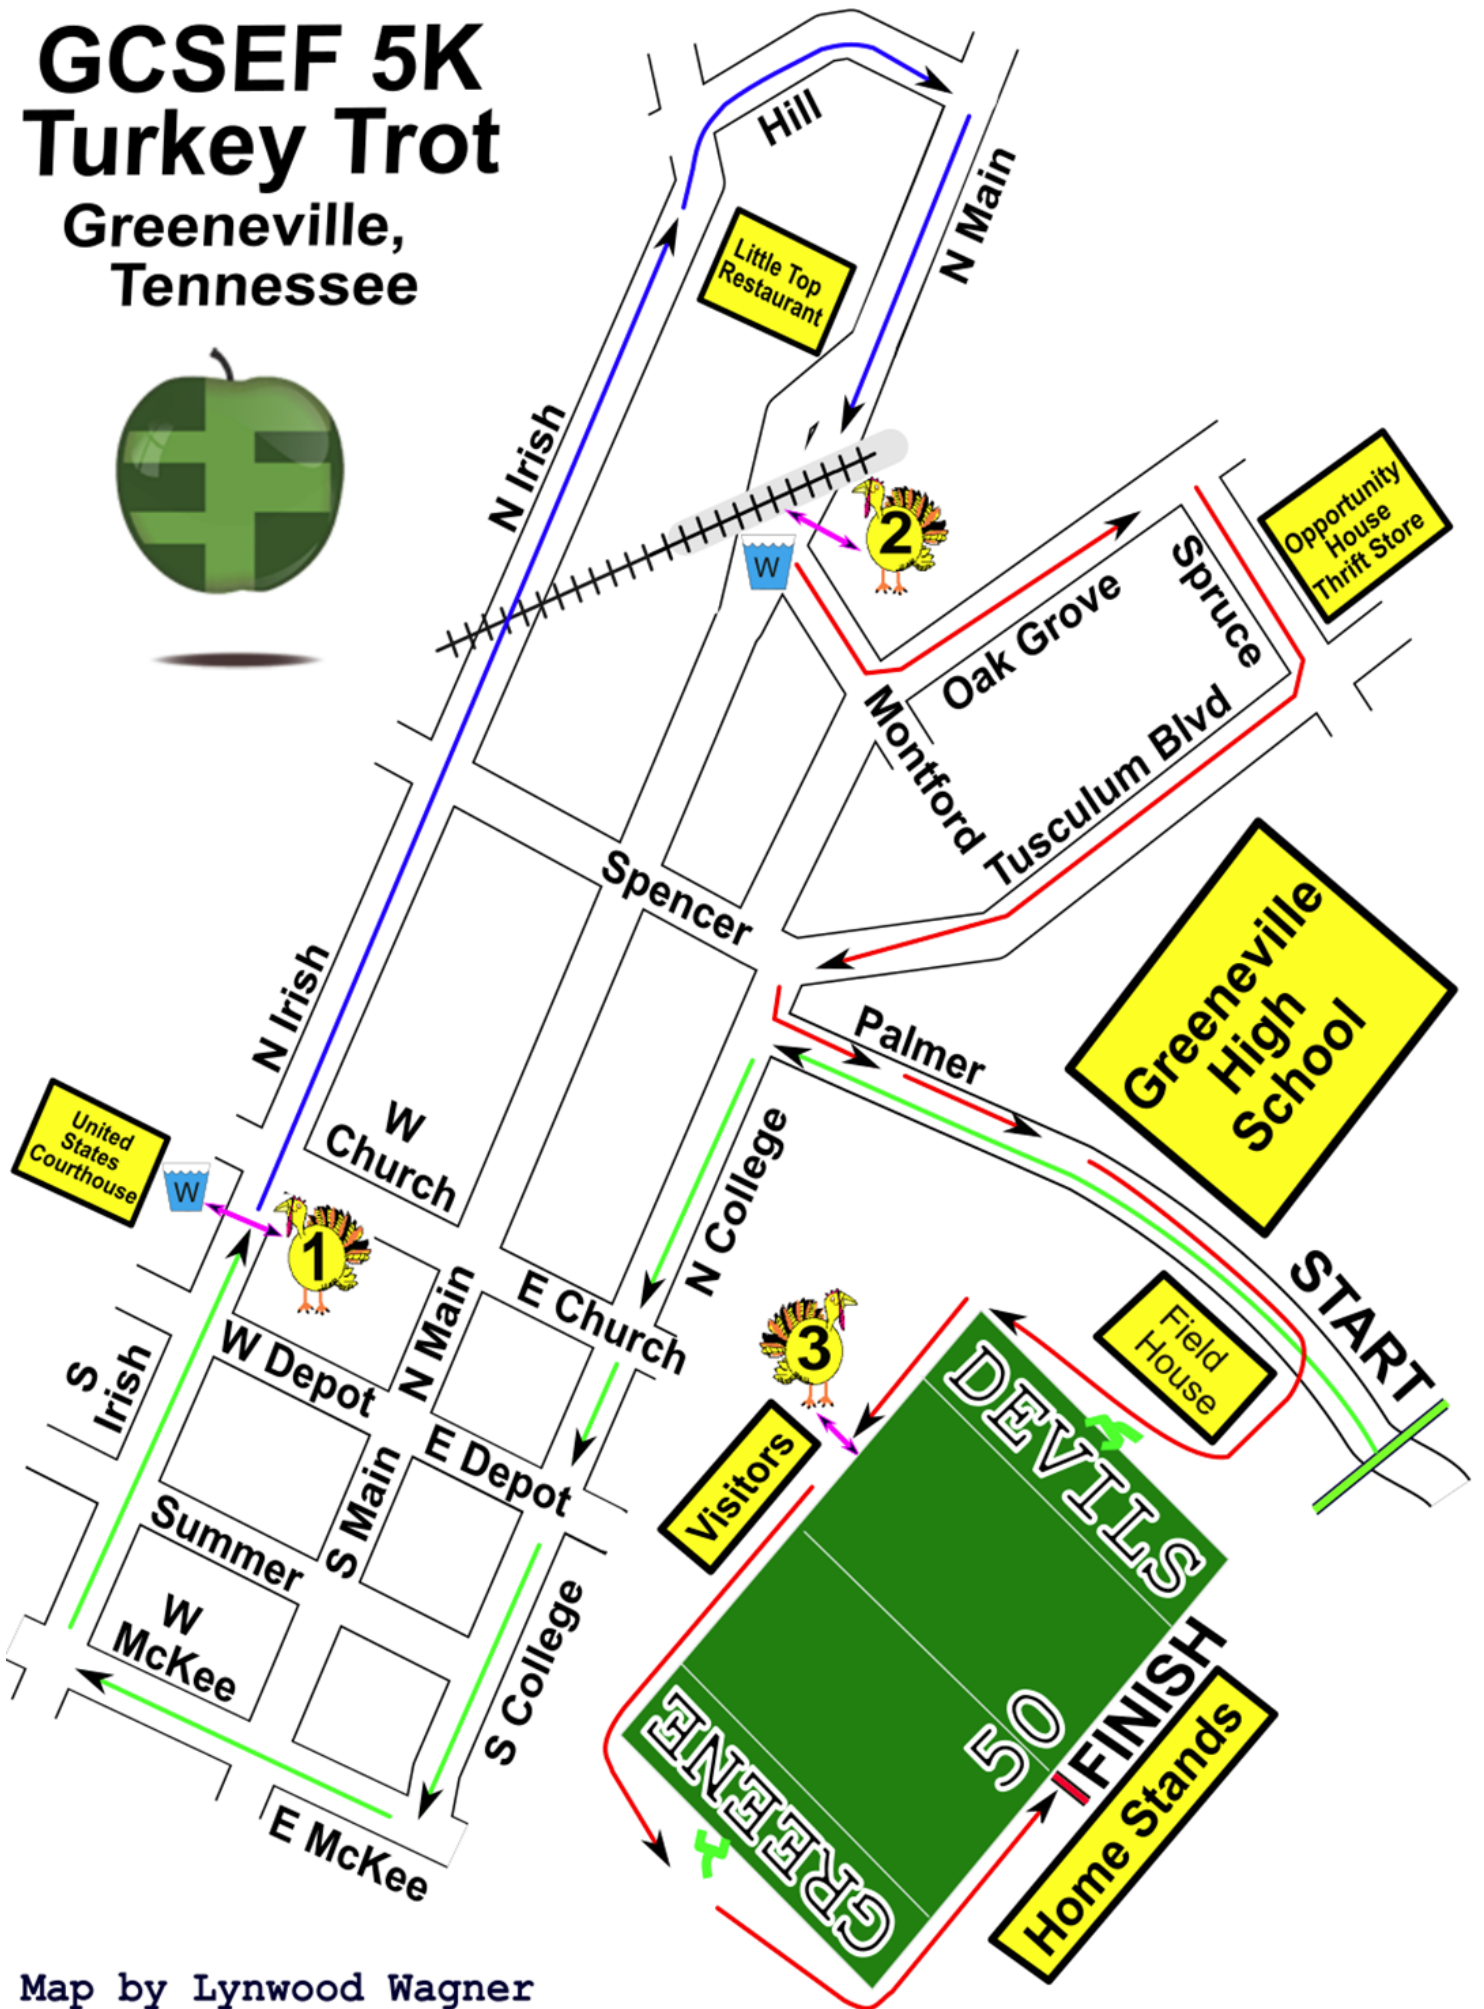 GCSEF 5K
Turkey Trot
Greeneville,
Tennessee
Hill
N Main
Little Top
Restaurant
N Irish
2
W
Opportunity
House
Thrift Store
Spruce
Oak Grove
Montford
Tusculum Blvd
Spencer
Greeneville
High
School
N Irish
Palmer
W
Church
United
States
Courthouse
W
1
N College
E Church
N Main
START
Field
House
3
W Depot
S
Irish
E Depot
S Main
Visitors
DEVILS
Summer
W
McKee
S College
50
FINISH
GREENE
Home Stands
E McKee
Map by Lynwood Wagner